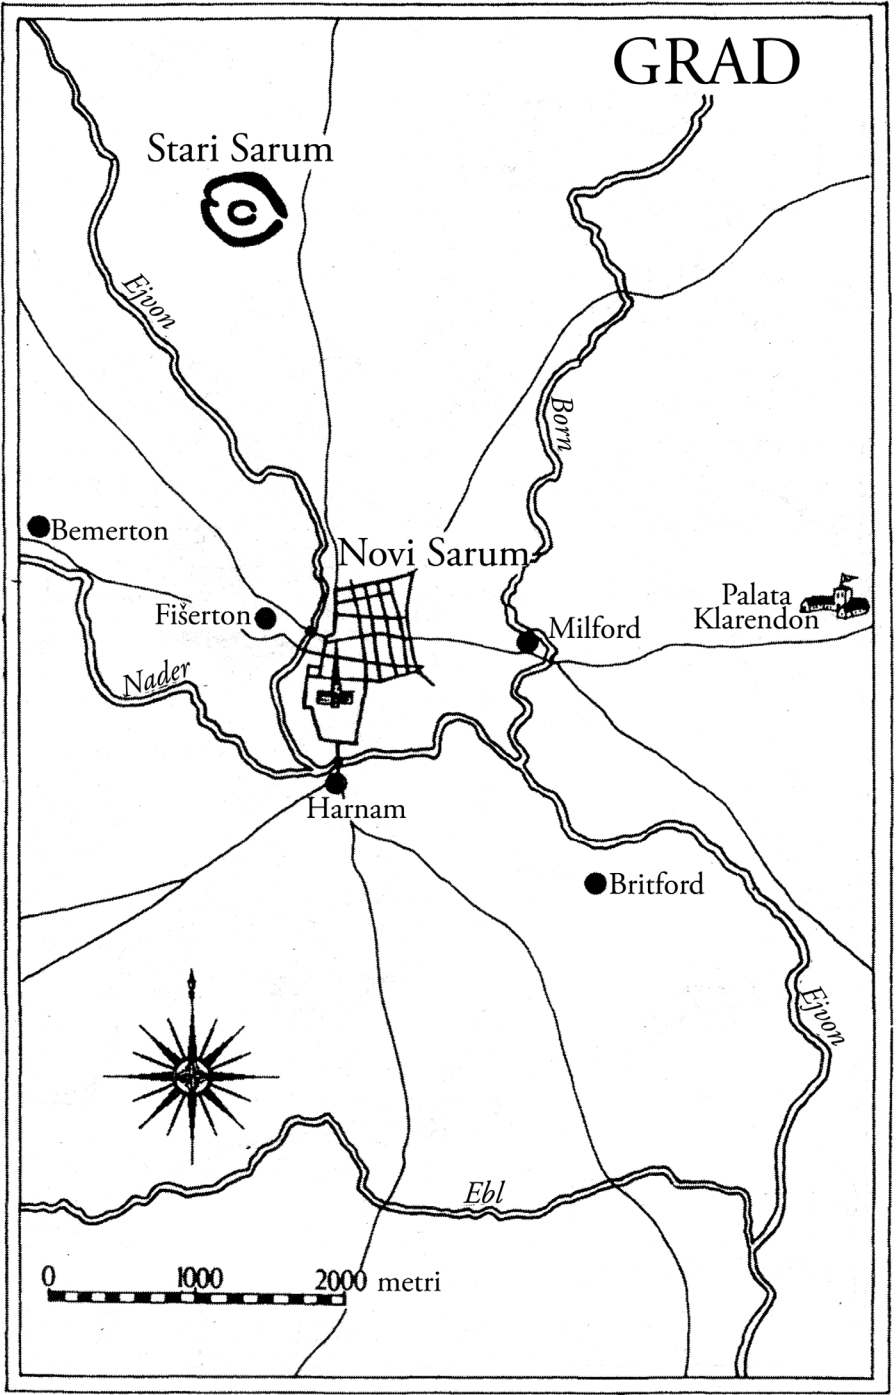 GRAD
Stari Sarum
Ejvon
Born
Bemerton
Novi Sarum
Fišerton
Palata
Klarendon
Milford
Nader
Harnam
Britford
Ejvon
Ebl
0 1000 2000 metri